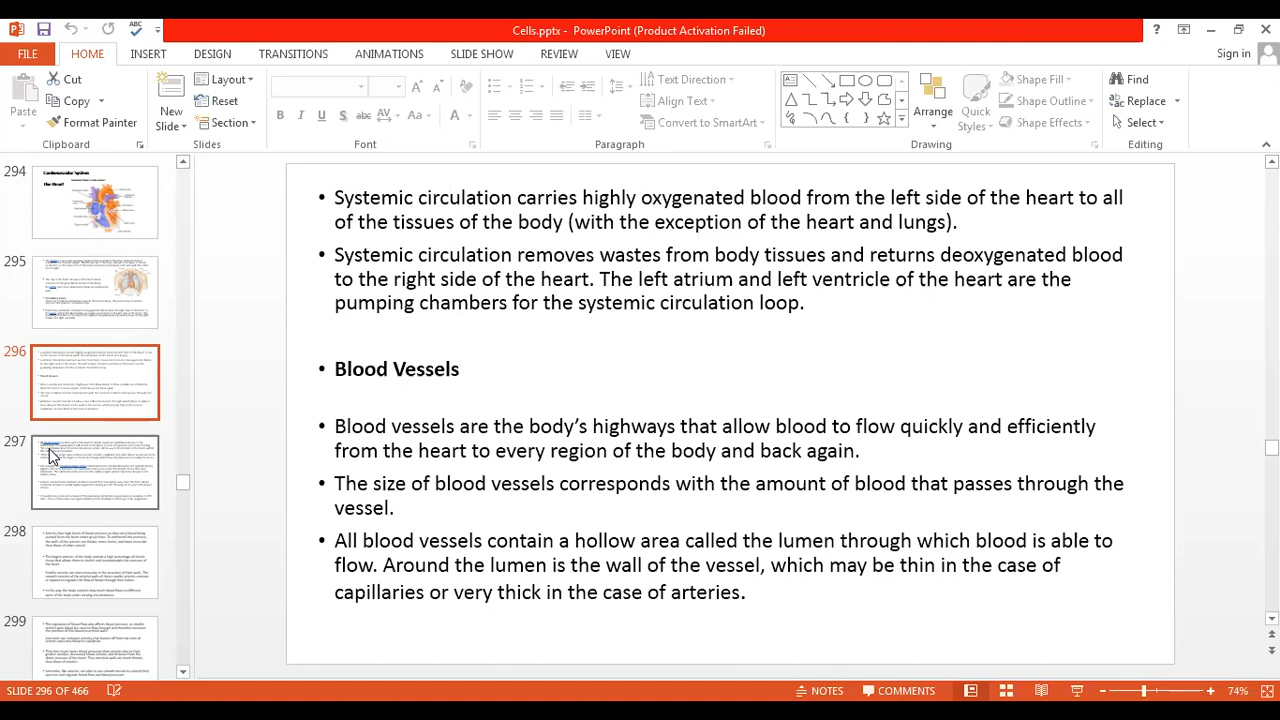 Cells.pptx - PowerPoint (Product Activation Failed)
FILE HOME INSERT DESIGN TRANSITIONS ANIMATIONS SLIDE SHOW REVIEW VIEW Sign in
Paste Cut Copy Format Painter New Slide Layout Reset Section Text Direction Align Text Convert to SmartArt Arrange Quick Styles Shape Fill Shape Outline Shape Effects Find Replace Select
Clipboard Slides Font Paragraph Drawing Editing
294
Cardiovascular System
The Heart
295
296
297
298
299
• Systemic circulation carries highly oxygenated blood from the left side of the heart to all
of the tissues of the body (with the exception of the heart and lungs).
• Systemic circulation removes wastes from body tissues and returns deoxygenated blood
to the right side of the heart. The left atrium and left ventricle of the heart are the
pumping chambers for the systemic circulation loop.
• Blood Vessels
• Blood vessels are the body’s highways that allow blood to flow quickly and efficiently
from the heart to every region of the body and back again.
• The size of blood vessels corresponds with the amount of blood that passes through the
vessel.
• All blood vessels contain a hollow area called the lumen through which blood is able to
flow. Around the lumen is the wall of the vessel, which may be thin in the case of
capillaries or very thick in the case of arteries.
SLIDE 296 OF 466 NOTES COMMENTS 74%